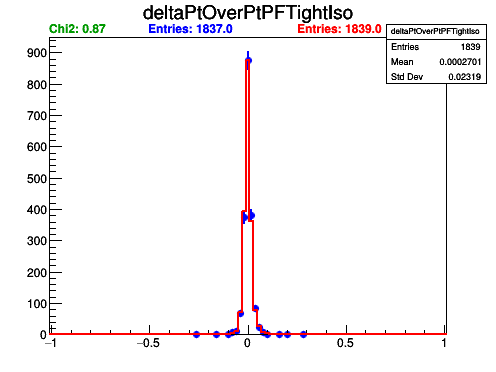 deltaPtOverPtPFTightIso
Chi2: 0.87 Entries: 1837.0 Entries: 1839.0
deltaPtOverPtPFTightIso
Entries 1839
Mean 0.0002701
Std Dev 0.02319
900
800
700
600
500
400
300
200
100
0
−1 −0.5 0 0.5 1